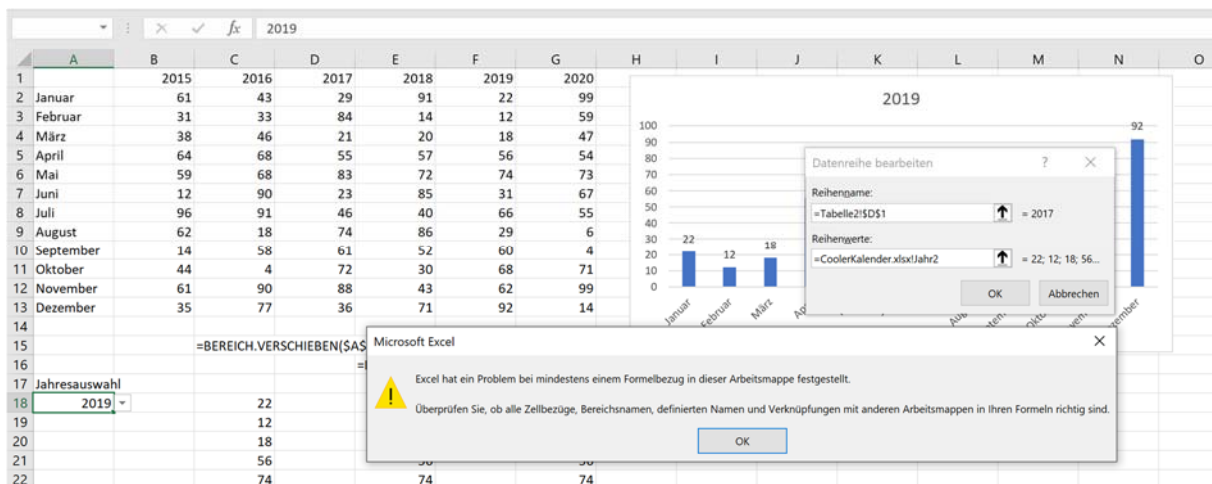 2019
A B C D E F G H I J K L M N O
1 2015 2016 2017 2018 2019 2020
2 Januar 61 43 29 91 22 99
3 Februar 31 33 84 14 12 59
4 März 38 46 21 20 18 47
5 April 64 68 55 57 56 54
6 Mai 59 68 83 72 74 73
7 Juni 12 90 23 85 31 67
8 Juli 96 91 46 40 66 55
9 August 62 18 74 86 29 6
10 September 14 58 61 52 60 4
11 Oktober 44 4 72 30 68 71
12 November 61 90 88 43 62 99
13 Dezember 35 77 36 71 92 14
14
15 =BEREICH.VERSCHIEBEN($A$
16
17 Jahresauswahl
18 2019 22
19 12
20 18
21 56
22 74 74 74
2019
100
90
80
70
60
50
40
30
20
10
0
22
12
18
92
Januar
Februar
März
Datenreihe bearbeiten ? ×
Reihenname:
=Tabelle2!$D$1 = 2017
Reihenwerte:
=CoolerKalender.xlsx!Jahr2 = 22; 12; 18; 56...
OK Abbrechen
Microsoft Excel
Excel hat ein Problem bei mindestens einem Formelbezug in dieser Arbeitsmappe festgestellt.
Überprüfen Sie, ob alle Zellbezüge, Bereichsnamen, definierten Namen und Verknüpfungen mit anderen Arbeitsmappen in Ihren Formeln richtig sind.
OK